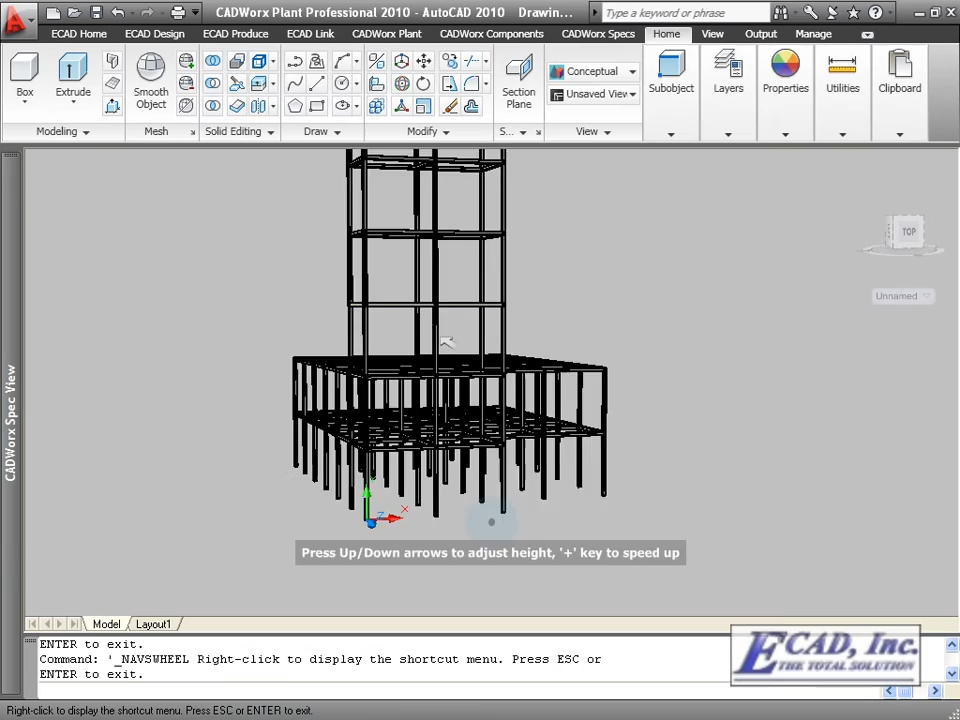 CADWorx Plant Professional 2010 - AutoCAD 2010 Drawin...
Type a keyword or phrase
ECAD Home ECAD Design ECAD Produce ECAD Link CADWorx Plant CADWorx Components CADWorx Specs Home View Output Manage
Box Extrude Smooth Object Section Plane Conceptual Unsaved View Subobject Layers Properties Utilities Clipboard
Modeling Mesh Solid Editing Draw Modify S... View
TOP
Unnamed
CADWorx Spec View
X
Z
Press Up/Down arrows to adjust height, '+' key to speed up
Model Layout1
ENTER to exit.
Command: '_NAVSWHEEL Right-click to display the shortcut menu. Press ESC or
ENTER to exit.
ECAD, Inc.
THE TOTAL SOLUTION
Right-click to display the shortcut menu. Press ESC or ENTER to exit.